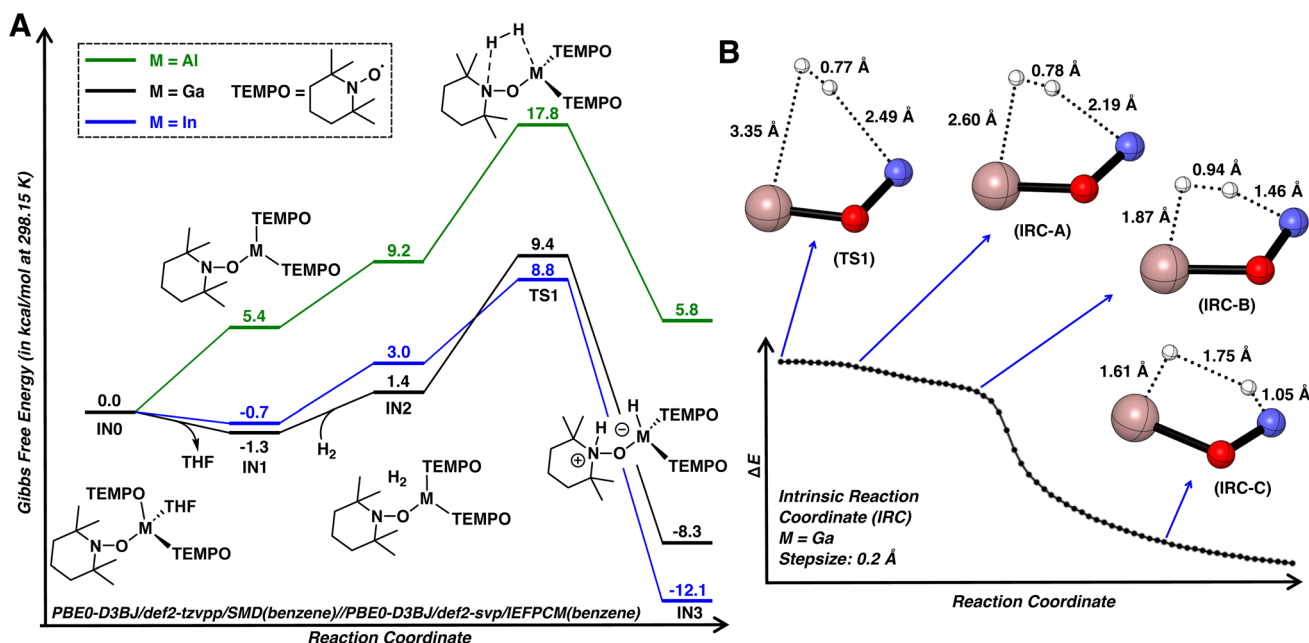 A
Gibbs Free Energy (in kcal/mol at 298.15 K)
M = Al
M = Ga
M = In
TEMPO =
N
O
H
H
N
O
M
TEMPO
TEMPO
17.8
TEMPO
N
O
M
TEMPO
9.2
9.4
8.8
TS1
5.4
5.8
0.0
IN0
-0.7
-1.3
IN1
THF
3.0
1.4
IN2
H2
TEMPO
THF
N
O
M
TEMPO
H2
TEMPO
N
O
M
TEMPO
H
H
N
O
M
TEMPO
TEMPO
-8.3
-12.1
IN3
PBE0-D3BJ/def2-tzvpp/SMD(benzene)//PBE0-D3BJ/def2-svp/IEFPCM(benzene)
Reaction Coordinate
B
0.77 Å
3.35 Å
2.49 Å
(TS1)
0.78 Å
2.60 Å
2.19 Å
(IRC-A)
0.94 Å
1.87 Å
1.46 Å
(IRC-B)
1.75 Å
1.61 Å
1.05 Å
(IRC-C)
ΔE
Intrinsic Reaction
Coordinate (IRC)
M = Ga
Stepsize: 0.2 Å
Reaction Coordinate